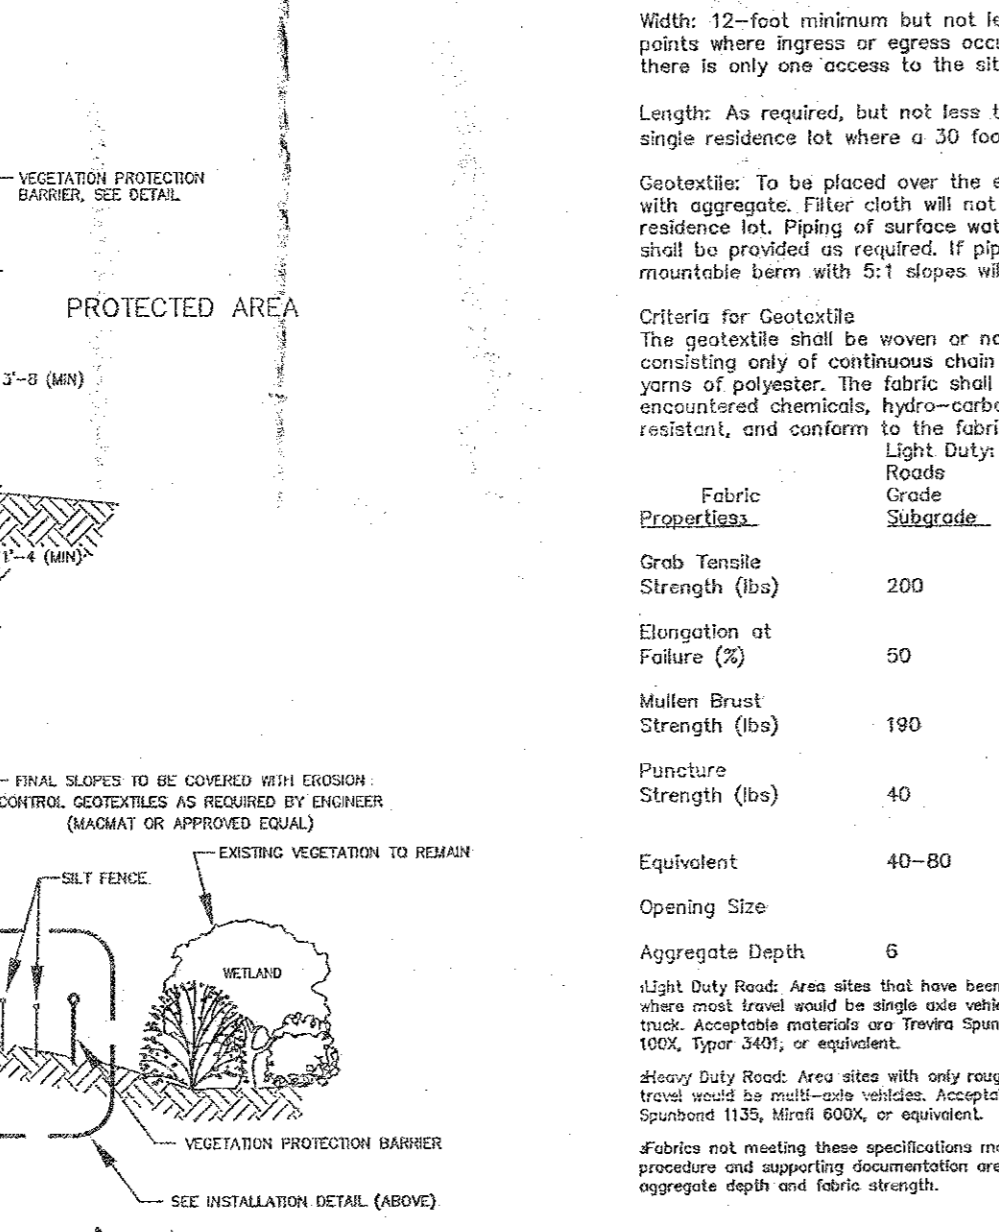 VEGETATION PROTECTION
BARRIER, SEE DETAIL
PROTECTED AREA
3'-8 (MIN)
1'-4 (MIN)
FINAL SLOPES TO BE COVERED WITH EROSION
CONTROL GEOTEXTILES AS REQUIRED BY ENGINEER
(MACMAT OR APPROVED EQUAL)
EXISTING VEGETATION TO REMAIN
SILT FENCE
WETLAND
VEGETATION PROTECTION BARRIER
SEE INSTALLATION DETAIL (ABOVE)
Width: 12-foot minimum but not le
points where ingress or egress occu
there is only one access to the sit
Length: As required, but not less t
single residence lot where a 30 foo
Geotextile: To be placed over the e
with aggregate. Filter cloth will not
residence lot. Piping of surface wat
shall be provided as required. If pip
mountable berm with 5:1 slopes wil
Criteria for Geotextile
The geotextile shall be woven or no
consisting only of continuous chain
yarns of polyester. The fabric shall
encountered chemicals, hydro-carbo
resistant, and conform to the fabri
Light Duty:
Roads
Fabric Grade
Properties3 Subgrade
Grab Tensile
Strength (lbs) 200
Elongation at
Failure (%) 50
Mullen Brust
Strength (lbs) 190
Puncture
Strength (lbs) 40
Equivalent 40-80
Opening Size
Aggregate Depth 6
1Light Duty Road: Area sites that have been
where most travel would be single axle vehic
truck. Acceptable materials are Trevira Spun
100X, Typar 3401; or equivalent.
2Heavy Duty Road: Area sites with only roug
travel would be multi-axle vehicles. Accepta
Spunbond 1135, Mirafi 600X, or equivalent.
3Fabrics not meeting these specifications ma
procedure and supporting documentation are
aggregate depth and fabric strength.